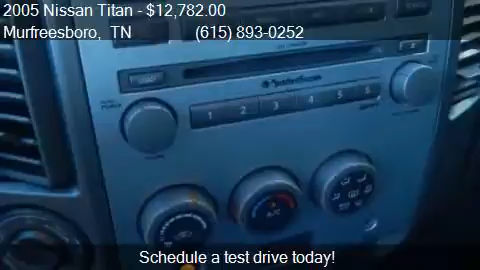 2005 Nissan Titan - $12,782.00
Murfreesboro, TN (615) 893-0252
Rockford Fosgate
1 2 3 4 5 6
A/C
Schedule a test drive today!